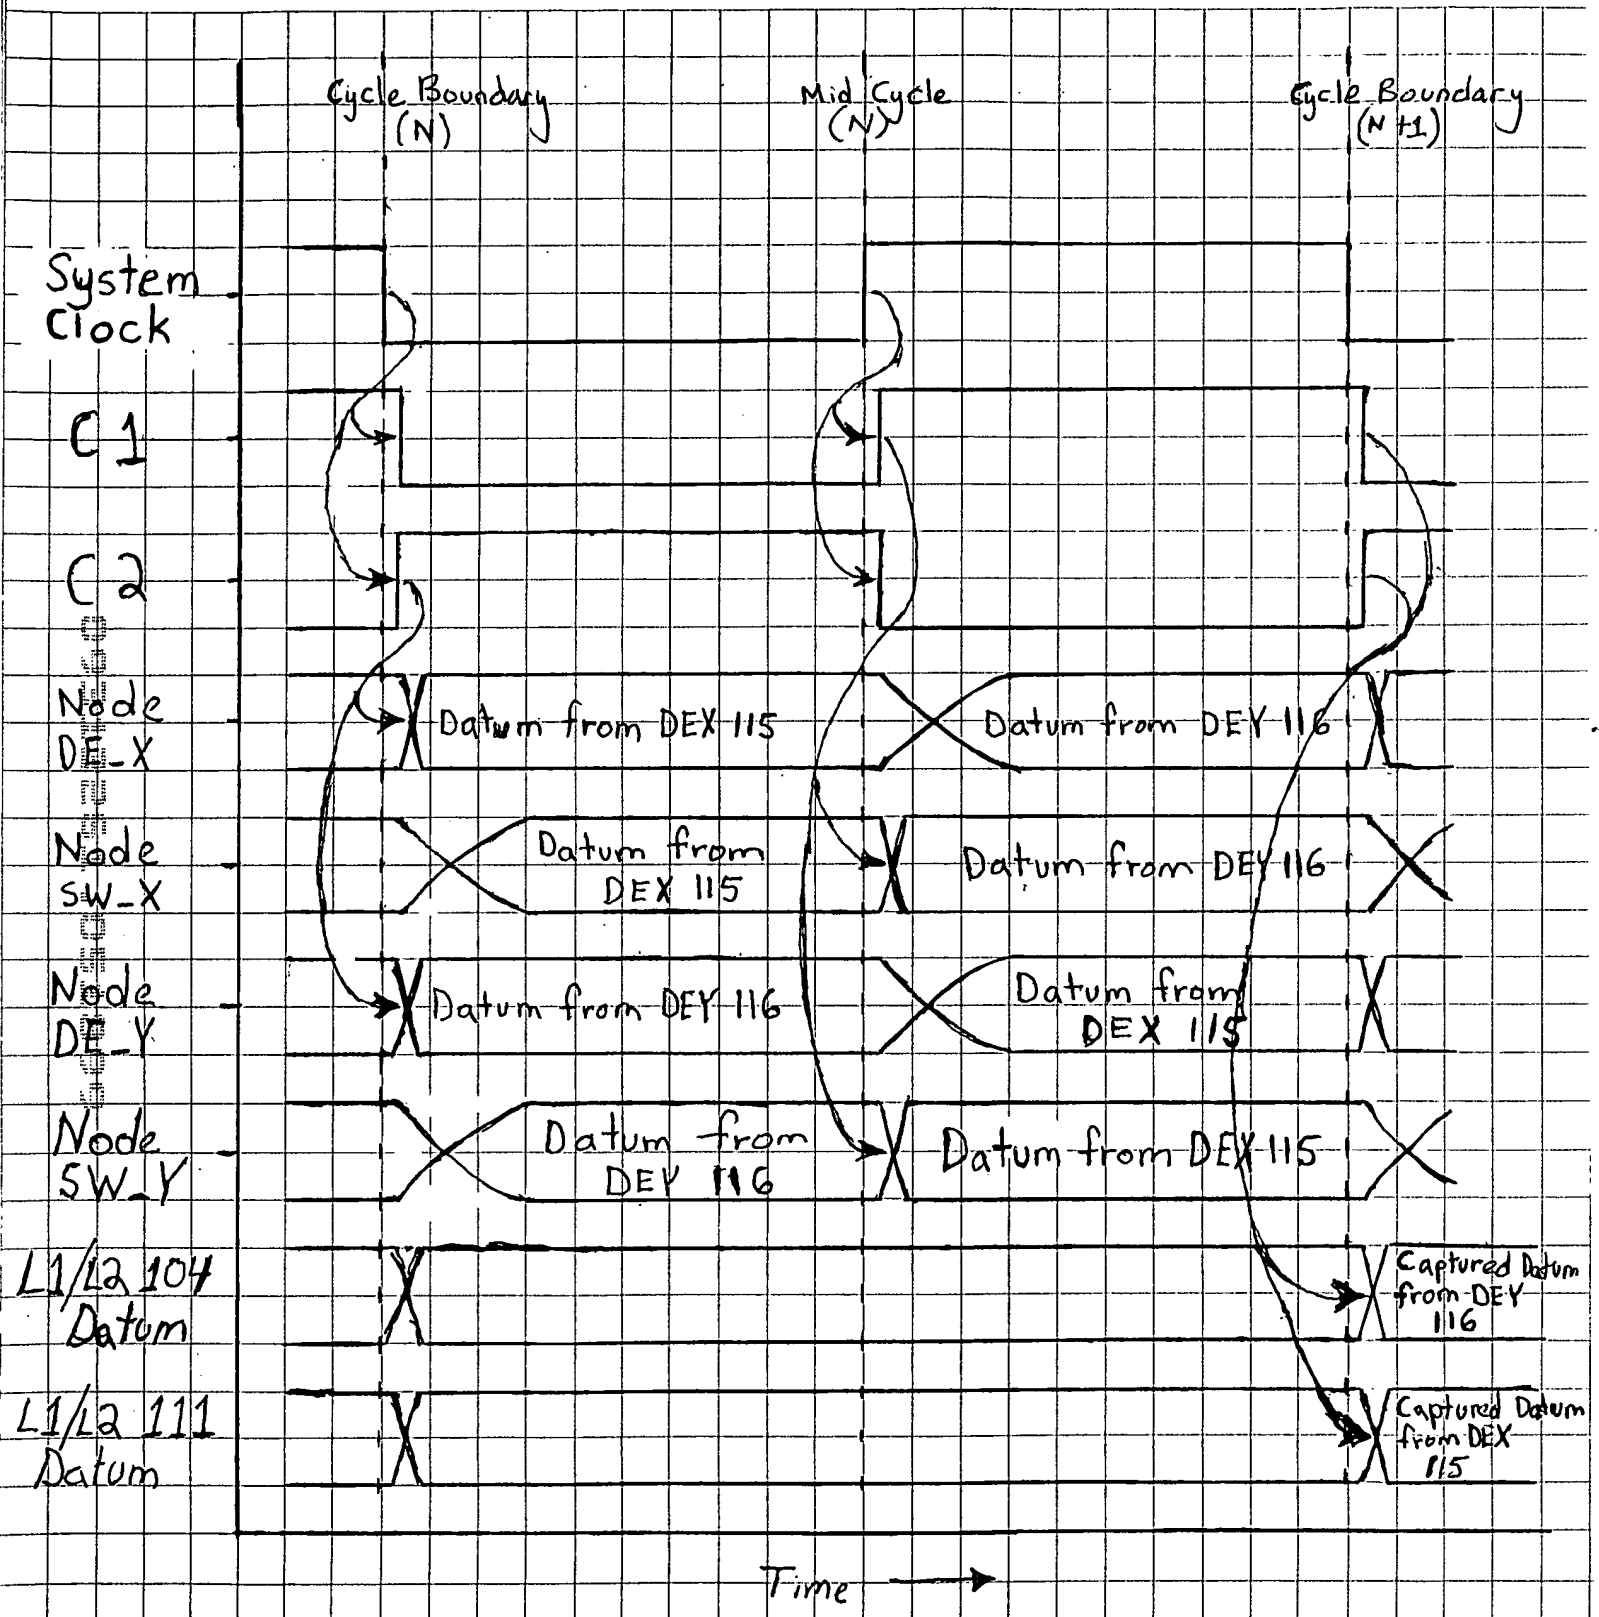 Cycle Boundary
(N)
Mid Cycle
(N)
Cycle Boundary
(N+1)
System
Clock
C1
C2
Node
DE_X
Datum from DEX 115
Datum from DEY 116
Node
SW_X
Datum from
DEX 115
Datum from DEY 116
Node
DE_Y
Datum from DEY 116
Datum from
DEX 115
Node
SW_Y
Datum from
DEY 116
Datum from DEX 115
L1/L2 104
Datum
Captured Datum
from DEY
116
L1/L2 111
Datum
Captured Datum
from DEX
115
Time